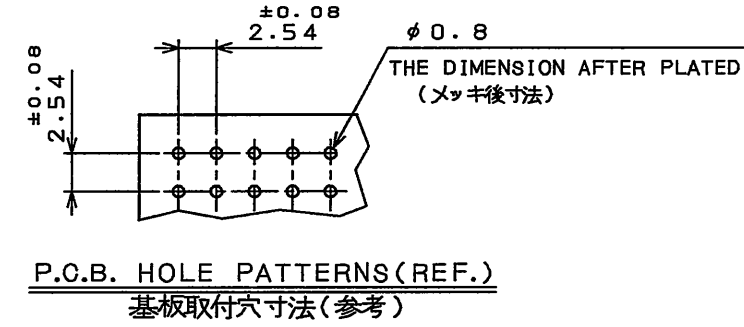 ±0.08
2.54
φ0.8
THE DIMENSION AFTER PLATED
(メッキ後寸法)
±0.08
2.54
P.C.B. HOLE PATTERNS(REF.)
基板取付穴寸法(参考)